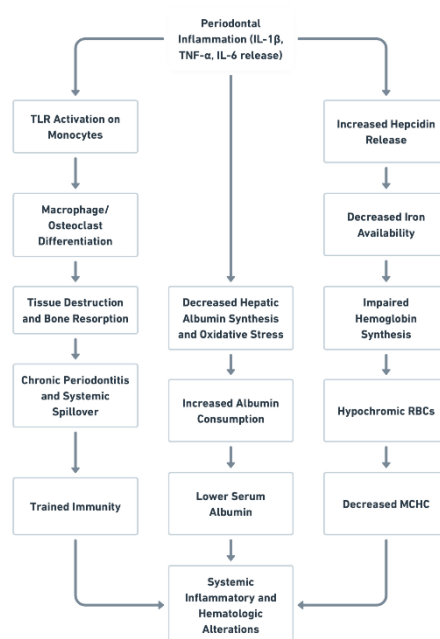 Periodontal
Inflammation (IL-1β,
TNF-α, IL-6 release)
TLR Activation on
Monocytes
Macrophage/
Osteoclast
Differentiation
Tissue Destruction
and Bone Resorption
Chronic Periodontitis
and Systemic
Spillover
Trained Immunity
Decreased Hepatic
Albumin Synthesis
and Oxidative Stress
Increased Albumin
Consumption
Lower Serum
Albumin
Increased Hepcidin
Release
Decreased Iron
Availability
Impaired
Hemoglobin
Synthesis
Hypochromic RBCs
Decreased MCHC
Systemic
Inflammatory and
Hematologic
Alterations